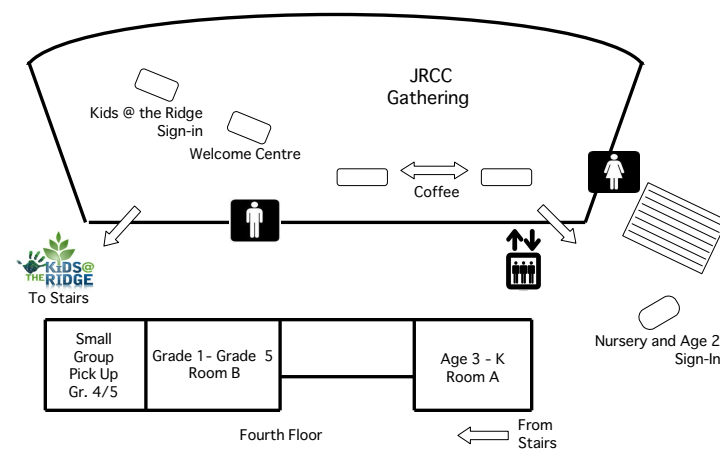 JRCC
Gathering
Kids @ the Ridge
Sign-in
Welcome Centre
Coffee
KiDS@
THE RIDGE
To Stairs
Nursery and Age 2
Sign-In
Small
Group
Pick Up
Gr. 4/5
Grade 1- Grade 5
Room B
Age 3 - K
Room A
Fourth Floor
From
Stairs